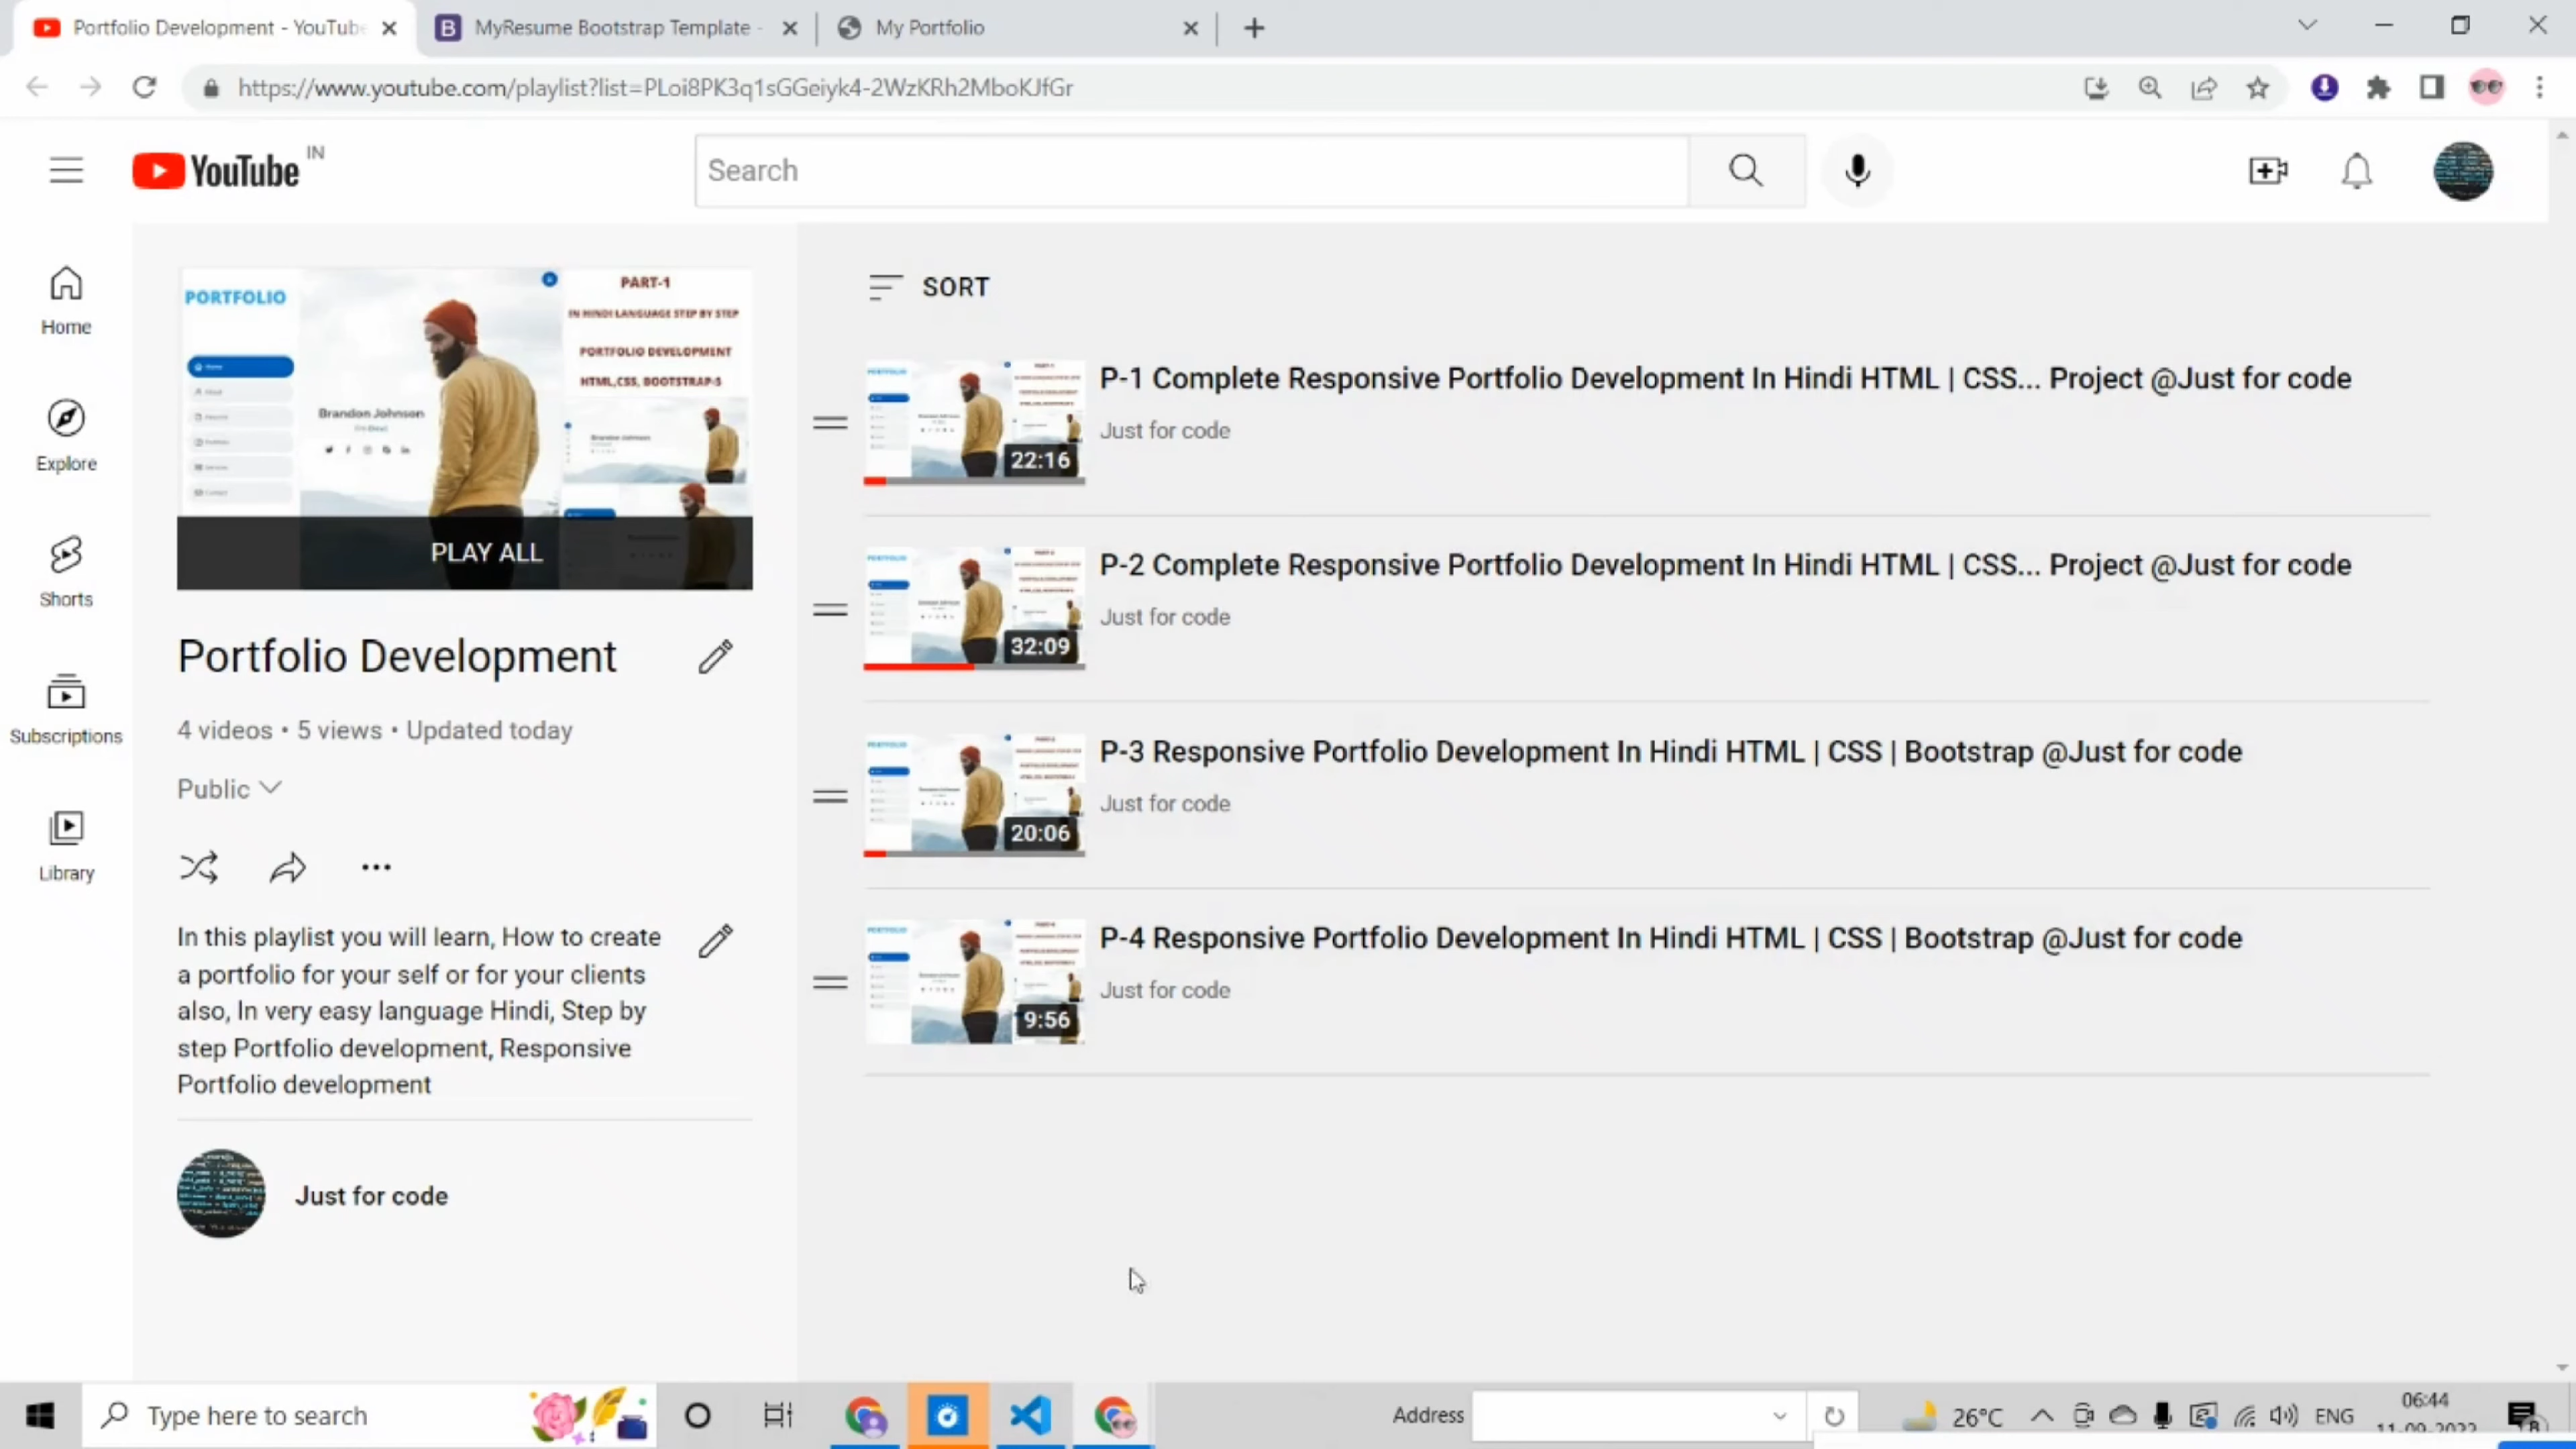 Portfolio Development - YouTube
MyResume Bootstrap Template -
My Portfolio
https://www.youtube.com/playlist?list=PLoi8PK3q1sGGeiyk4-2WzKRh2MboKJfGr
YouTube IN
Search
Home
Explore
Shorts
Subscriptions
Library
PORTFOLIO
PART-1
IN HINDI LANGUAGE STEP BY STEP
PORTFOLIO DEVELOPMENT
HTML,CSS, BOOTSTRAP-5
Brandon Johnson
PLAY ALL
Portfolio Development
4 videos • 5 views • Updated today
Public
In this playlist you will learn, How to create
a portfolio for your self or for your clients
also, In very easy language Hindi, Step by
step Portfolio development, Responsive
Portfolio development
Just for code
SORT
P-1 Complete Responsive Portfolio Development In Hindi HTML | CSS... Project @Just for code
Just for code
22:16
P-2 Complete Responsive Portfolio Development In Hindi HTML | CSS... Project @Just for code
Just for code
32:09
P-3 Responsive Portfolio Development In Hindi HTML | CSS | Bootstrap @Just for code
Just for code
20:06
P-4 Responsive Portfolio Development In Hindi HTML | CSS | Bootstrap @Just for code
Just for code
9:56
Type here to search
Address
26°C
ENG
06:44
11-09-2022